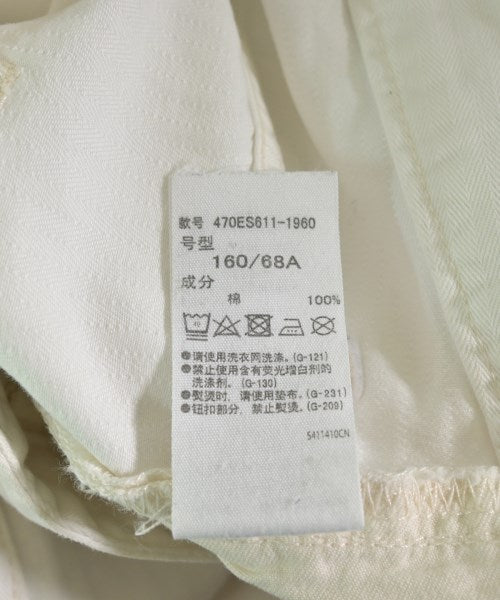 款号 470ES611-1960
号型
160/68A
成分
棉 100%
●请使用洗衣网洗涤。(G-121)
●禁止使用含有荧光增白剂的
洗涤剂。(G-130)
●熨烫时，请使用垫布。(G-231)
●钮扣部分，禁止熨烫。(G-209)
5411410CN